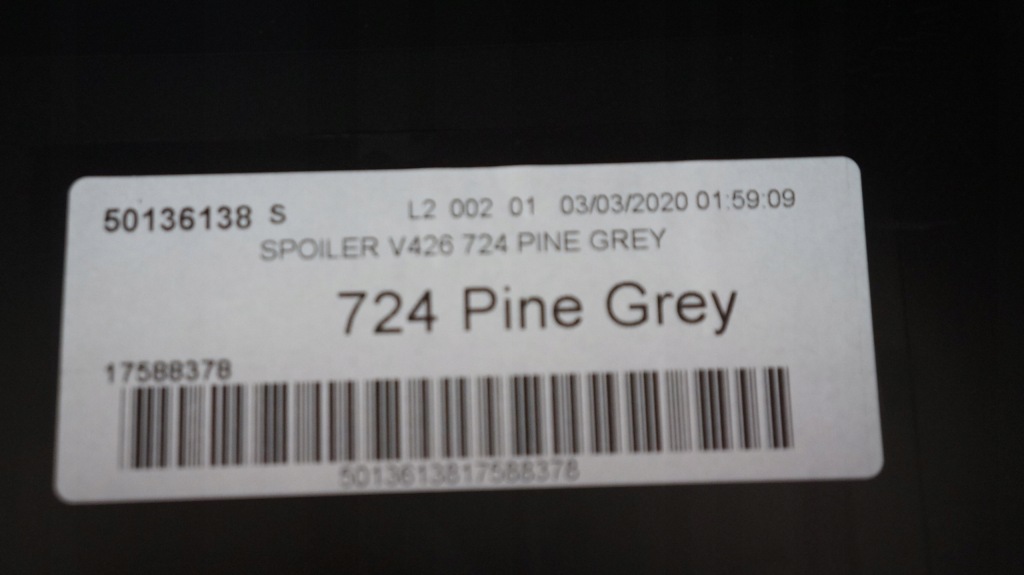 50136138 S L2 002 01 03/03/2020 01:59:09
SPOILER V426 724 PINE GREY
724 Pine Grey
17588378
5013613817588378